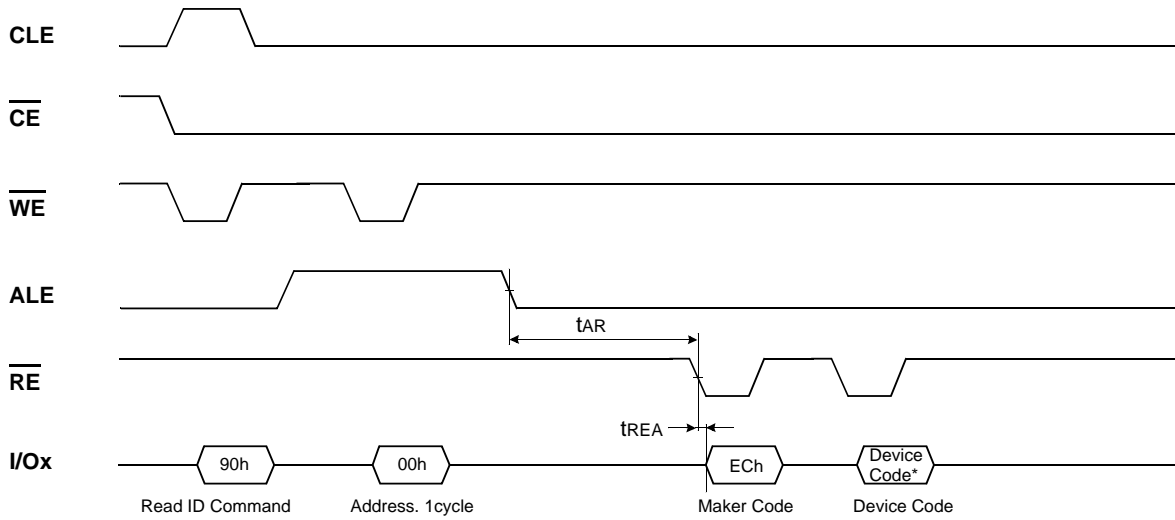 CLE
CE
WE
ALE
tAR
RE
tREA
I/Ox
90h
00h
ECh
Device
Code*
Read ID Command
Address. 1cycle
Maker Code
Device Code